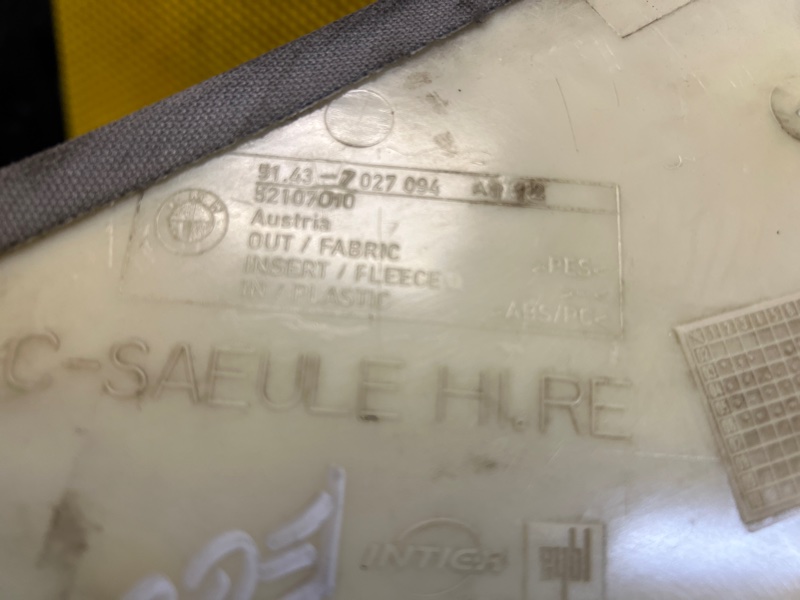 51.43-7 027 094
52107010
Austria
OUT / FABRIC
INSERT / FLEECE
IN / PLASTIC
>PES<
>ABS/PC<
C-SAEULE HI.RE
INTIER